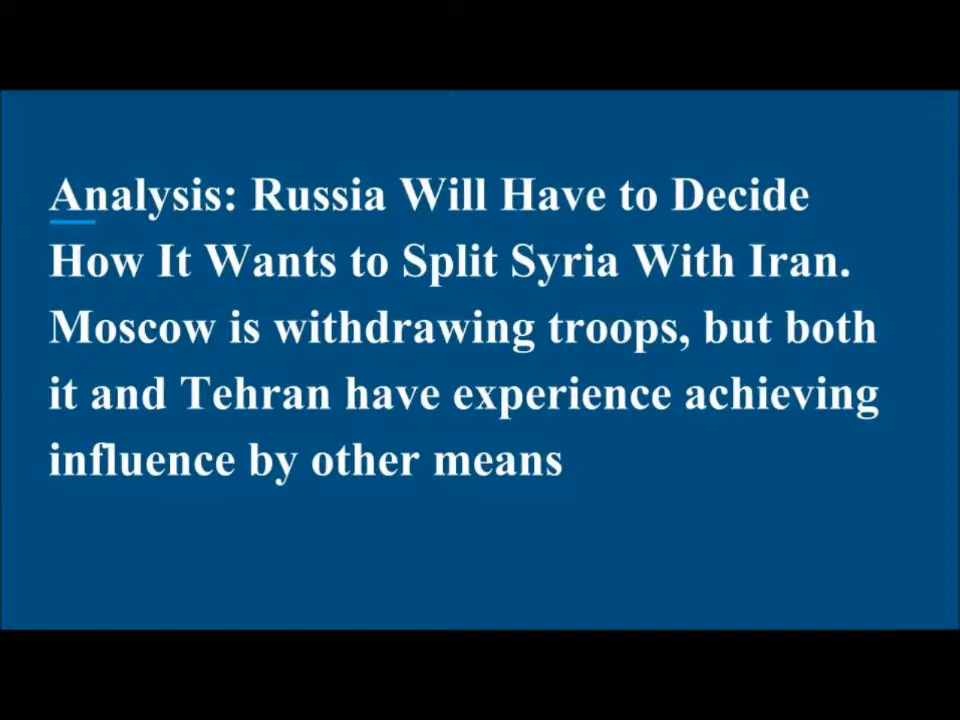 Analysis: Russia Will Have to Decide
How It Wants to Split Syria With Iran.
Moscow is withdrawing troops, but both
it and Tehran have experience achieving
influence by other means